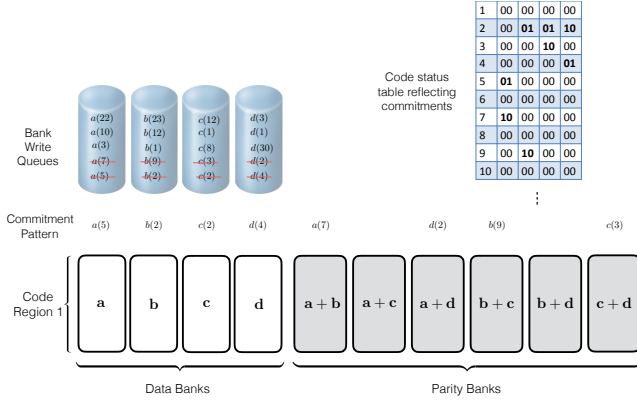 1 00 00 00 00
2 00 01 01 10
3 00 00 10 00
4 00 00 00 01
5 01 00 00 00
6 00 00 00 00
7 10 00 00 00
8 00 00 00 00
9 00 10 00 00
10 00 00 00 00
⋮
Code status
table reflecting
commitments
Bank
Write
Queues
a(22) b(23) c(12) d(3)
a(10) b(12) c(1) d(1)
a(3) b(1) c(8) d(30)
a(7) b(9) c(3) d(2)
a(5) b(2) c(2) d(4)
Commitment
Pattern
a(5) b(2) c(2) d(4) a(7) d(2) b(9) c(3)
Code
Region 1
a b c d a + b a + c a + d b + c b + d c + d
Data Banks Parity Banks